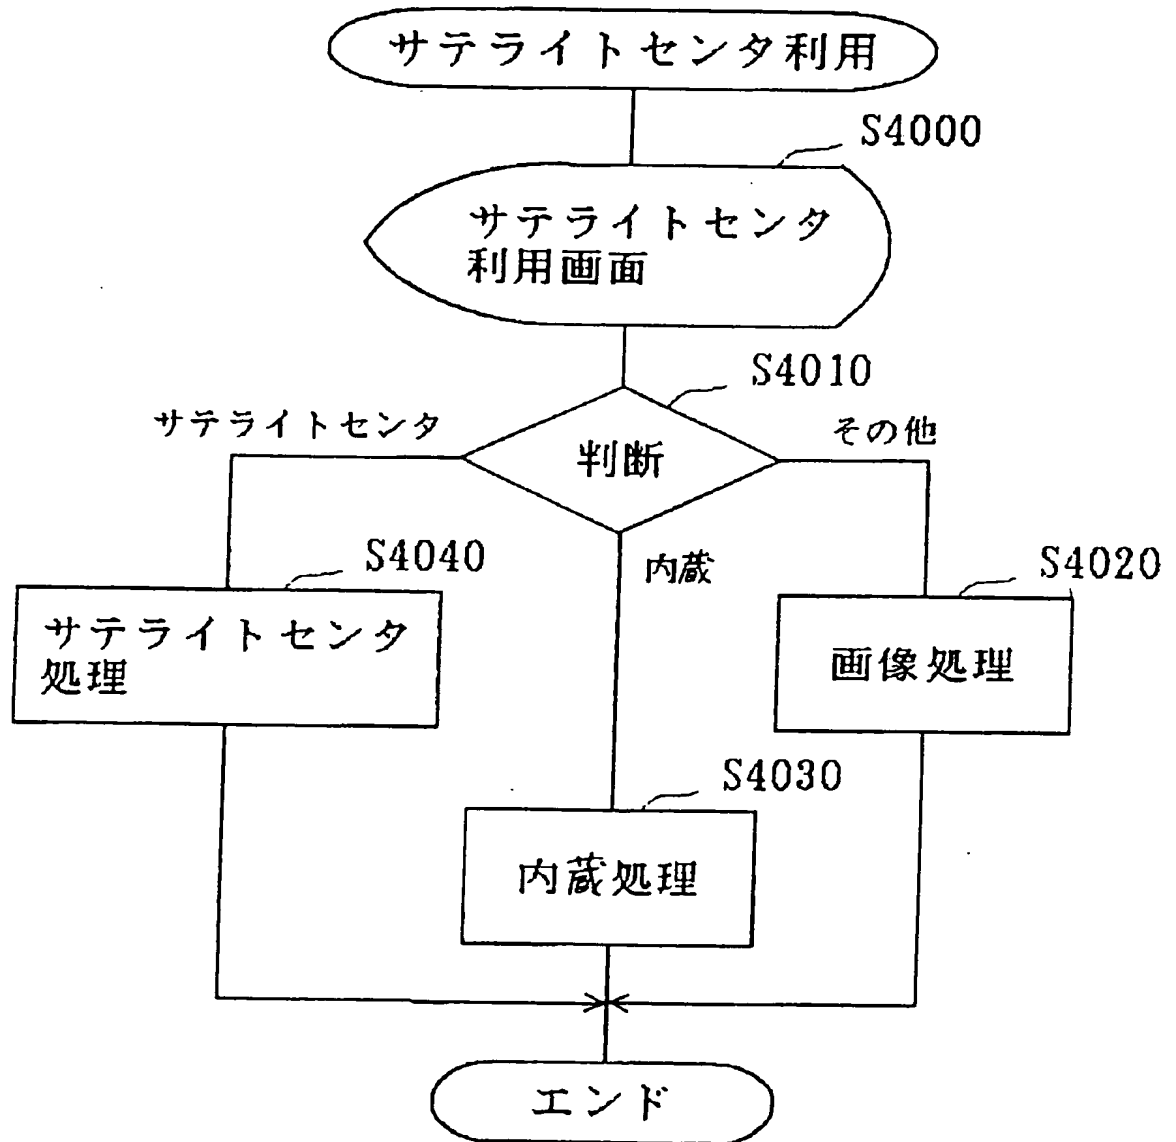 サテライトセンタ利用
S4000
サテライトセンタ
利用画面
S4010
サテライトセンタ
判断
その他
S4040
内蔵
S4020
サテライトセンタ
処理
画像処理
S4030
内蔵処理
エンド